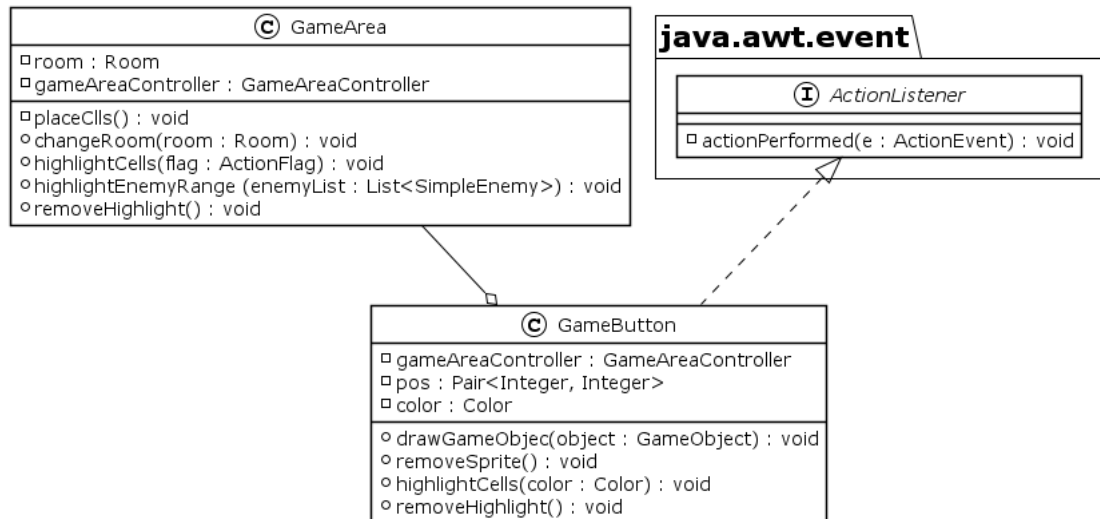 C GameArea
room : Room
gameAreaController : GameAreaController
placeClls() : void
changeRoom(room : Room) : void
highlightCells(flag : ActionFlag) : void
highlightEnemyRange (enemyList : List<SimpleEnemy>) : void
removeHighlight() : void
java.awt.event
I ActionListener
actionPerformed(e : ActionEvent) : void
C GameButton
gameAreaController : GameAreaController
pos : Pair<Integer, Integer>
color : Color
drawGameObjec(object : GameObject) : void
removeSprite() : void
highlightCells(color : Color) : void
removeHighlight() : void